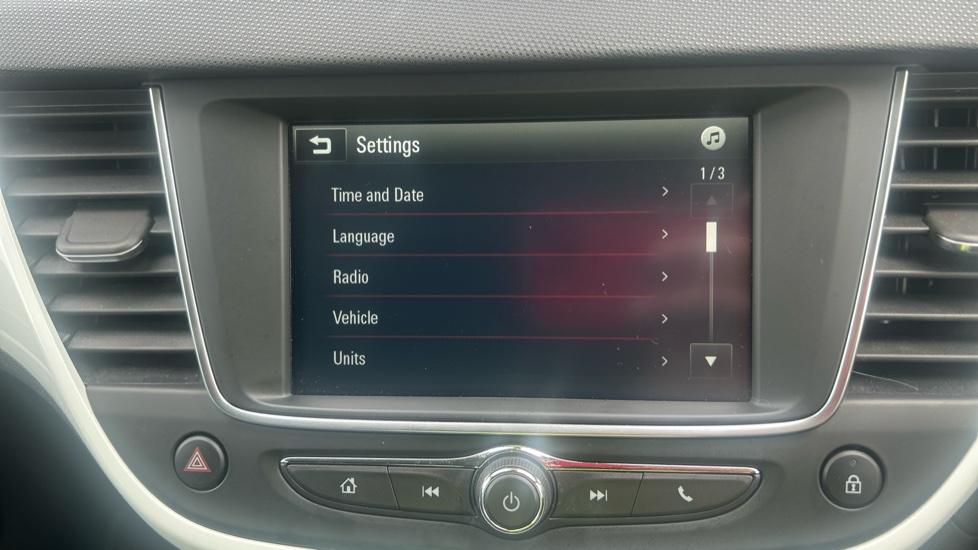 Settings
1/3
Time and Date
Language
Radio
Vehicle
Units